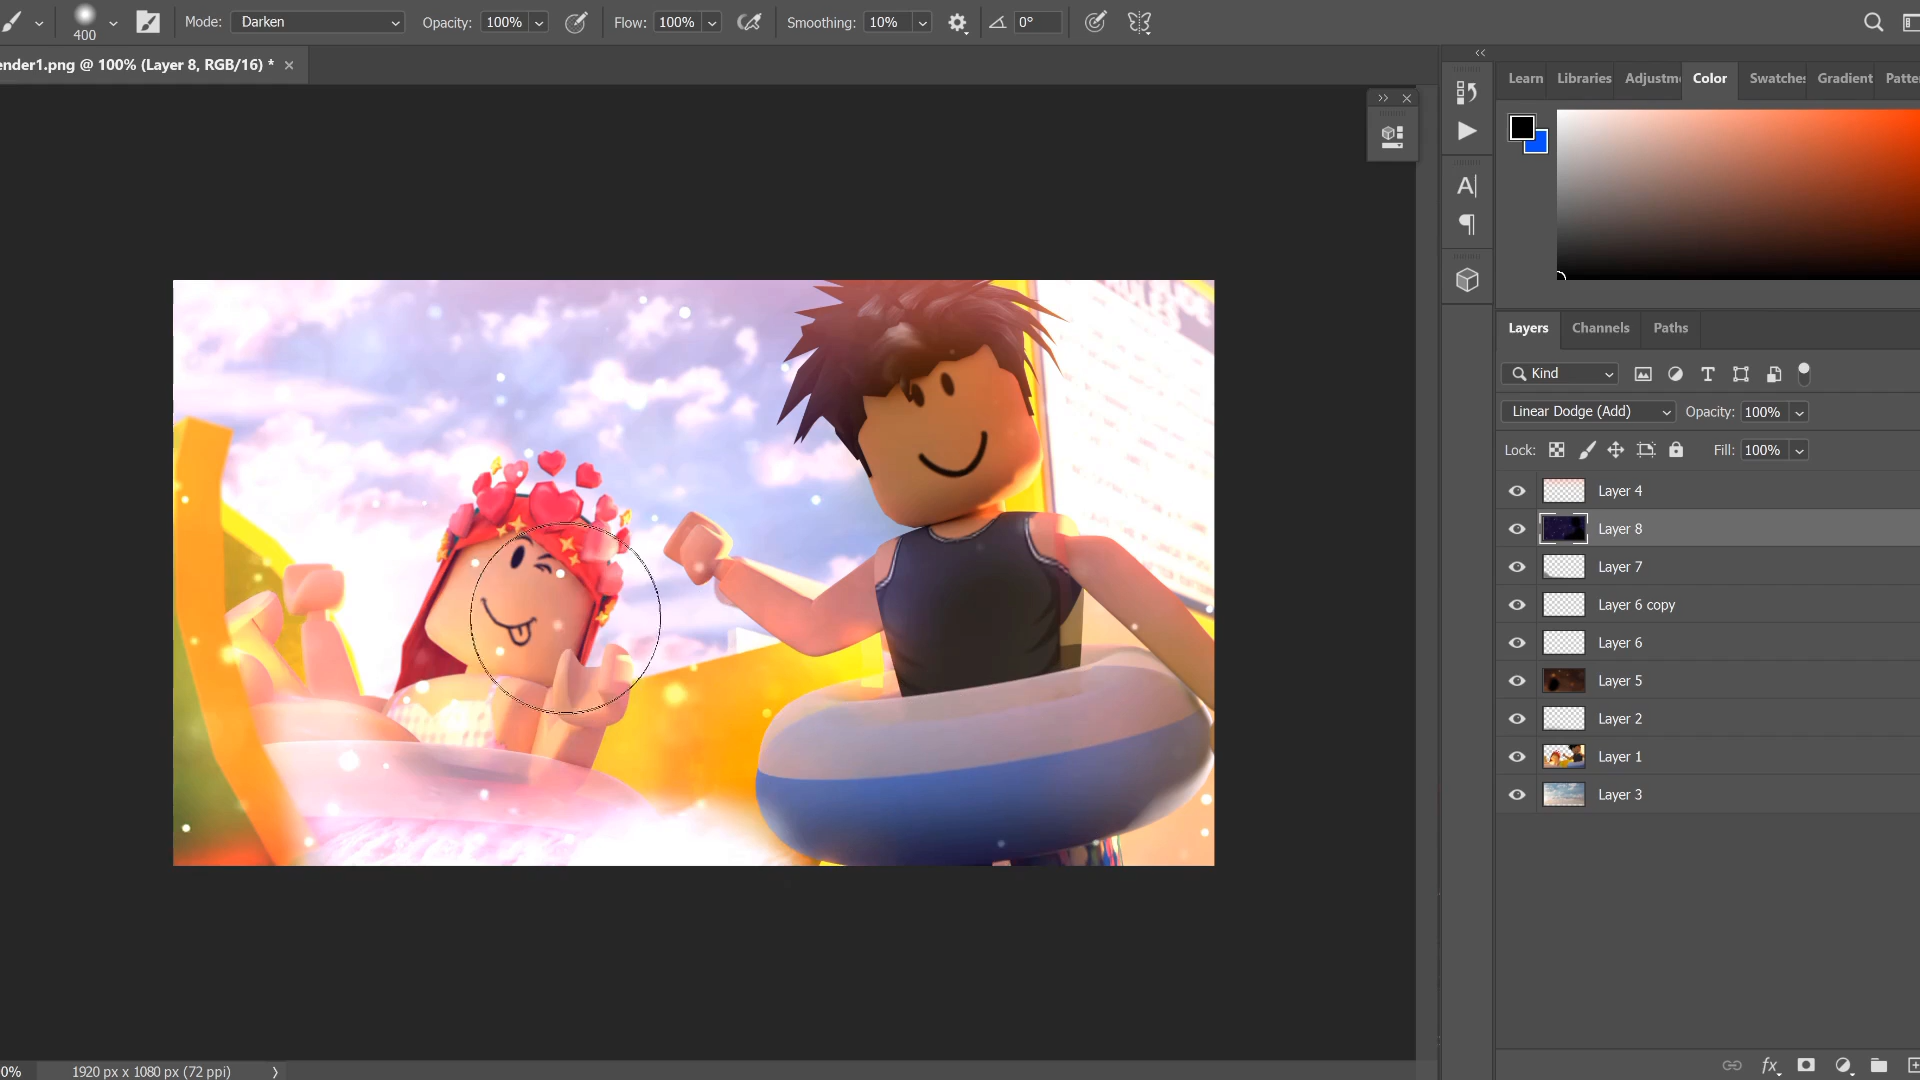 400
Mode: Darken
Opacity: 100%
Flow: 100%
Smoothing: 10%
0°
ender1.png @ 100% (Layer 8, RGB/16) *
Learn
Libraries
Adjustm
Color
Swatches
Gradient
Patte
Layers
Channels
Paths
Kind
Linear Dodge (Add)
Opacity: 100%
Lock:
Fill: 100%
Layer 4
Layer 8
Layer 7
Layer 6 copy
Layer 6
Layer 5
Layer 2
Layer 1
Layer 3
fx
0%
1920 px x 1080 px (72 ppi)